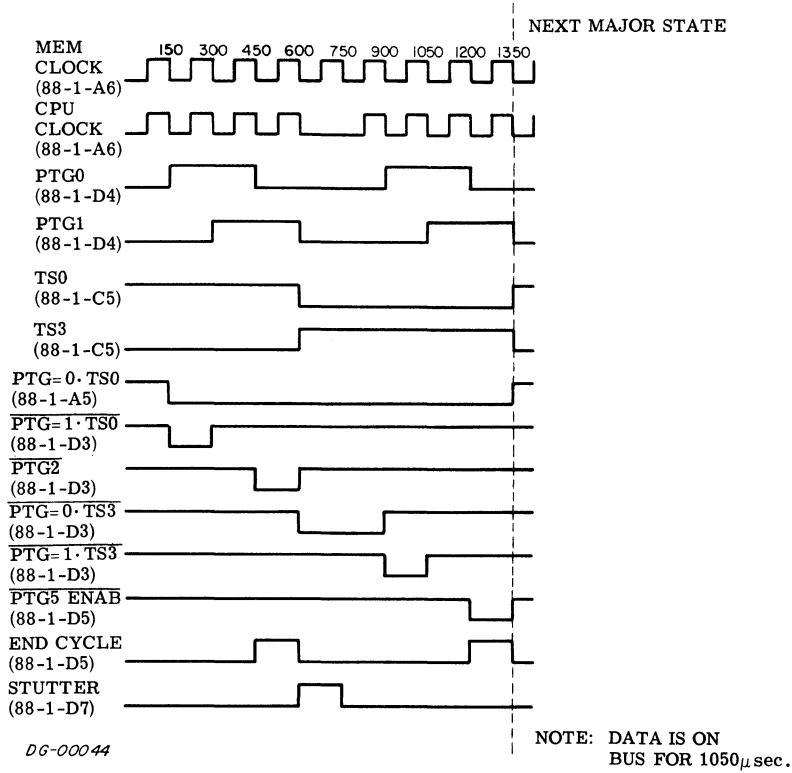 NEXT MAJOR STATE
150 300 450 600 750 900 1050 1200 1350
MEM
CLOCK
(88-1-A6)
CPU
CLOCK
(88-1-A6)
PTG0
(88-1-D4)
PTG1
(88-1-D4)
TS0
(88-1-C5)
TS3
(88-1-C5)
PTG=0·TS0
(88-1-A5)
PTG=1·TS0
(88-1-D3)
PTG2
(88-1-D3)
PTG=0·TS3
(88-1-D3)
PTG=1·TS3
(88-1-D3)
PTG5 ENAB
(88-1-D5)
END CYCLE
(88-1-D5)
STUTTER
(88-1-D7)
DG-00044
NOTE: DATA IS ON
BUS FOR 1050μsec.